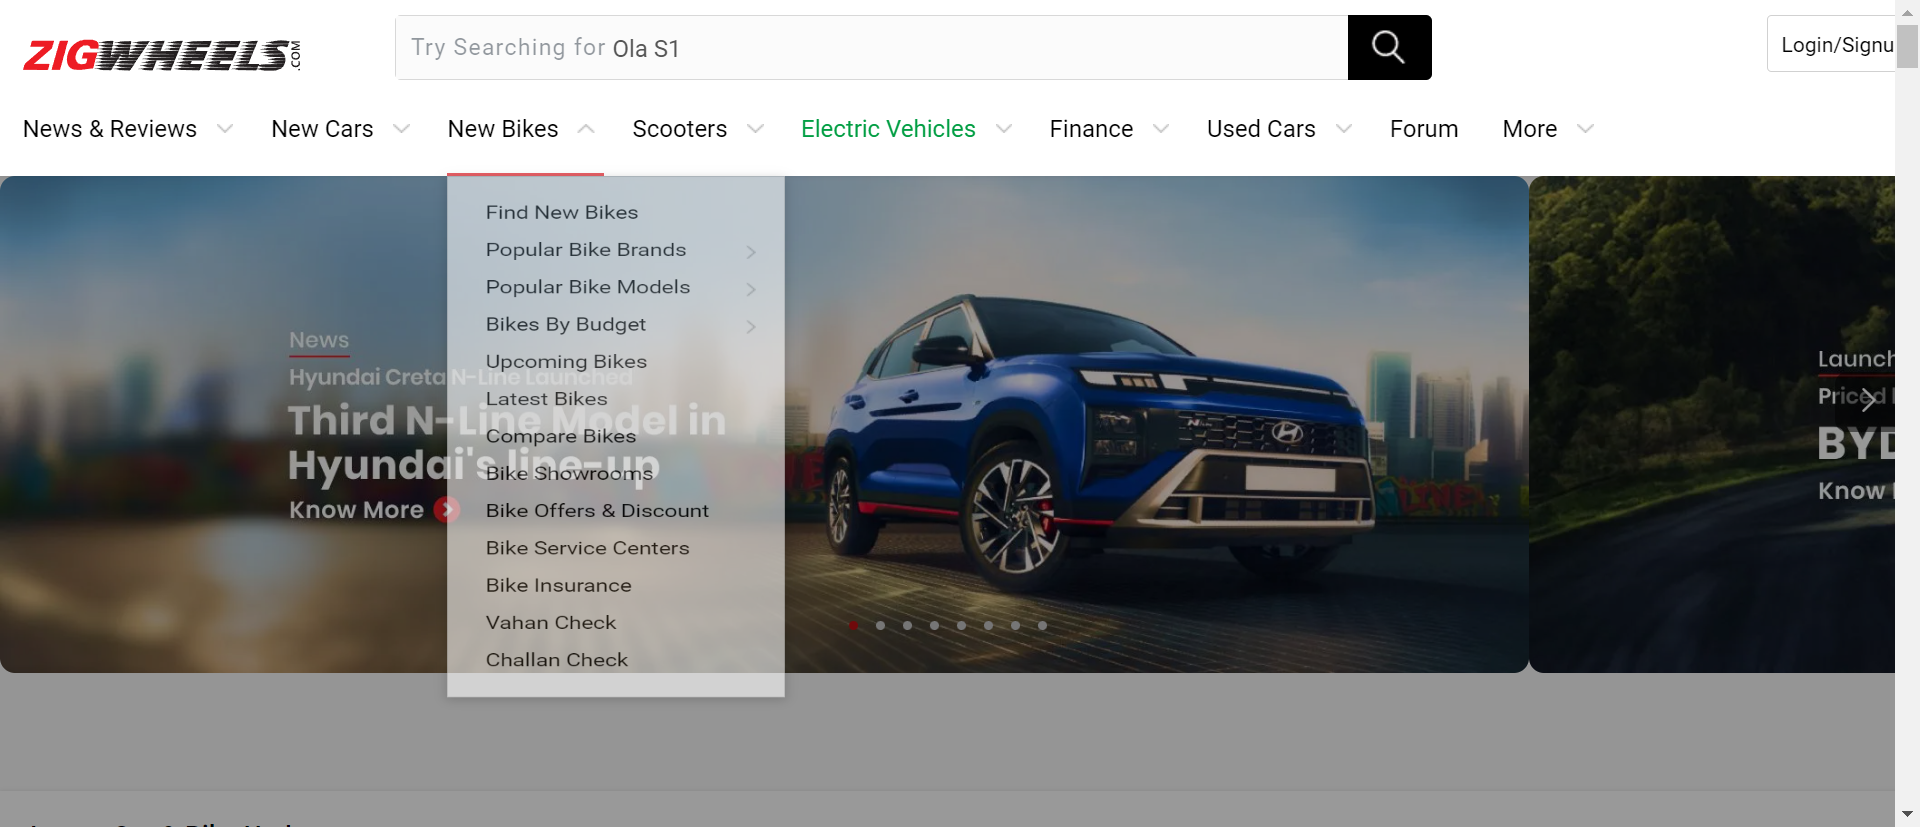 ZIGWHEELS.COM
Try Searching for Ola S1
Login/Signu
News & Reviews
New Cars
New Bikes
Scooters
Electric Vehicles
Finance
Used Cars
Forum
More
Find New Bikes
Popular Bike Brands
Popular Bike Models
Bikes By Budget
Upcoming Bikes
Latest Bikes
Compare Bikes
Bike Showrooms
Bike Offers & Discount
Bike Service Centers
Bike Insurance
Vahan Check
Challan Check
News
Hyundai Creta N-Line Launched
Third N-Line Model in
Hyundai's line-up
Know More
Launch
Priced
BYD
Know